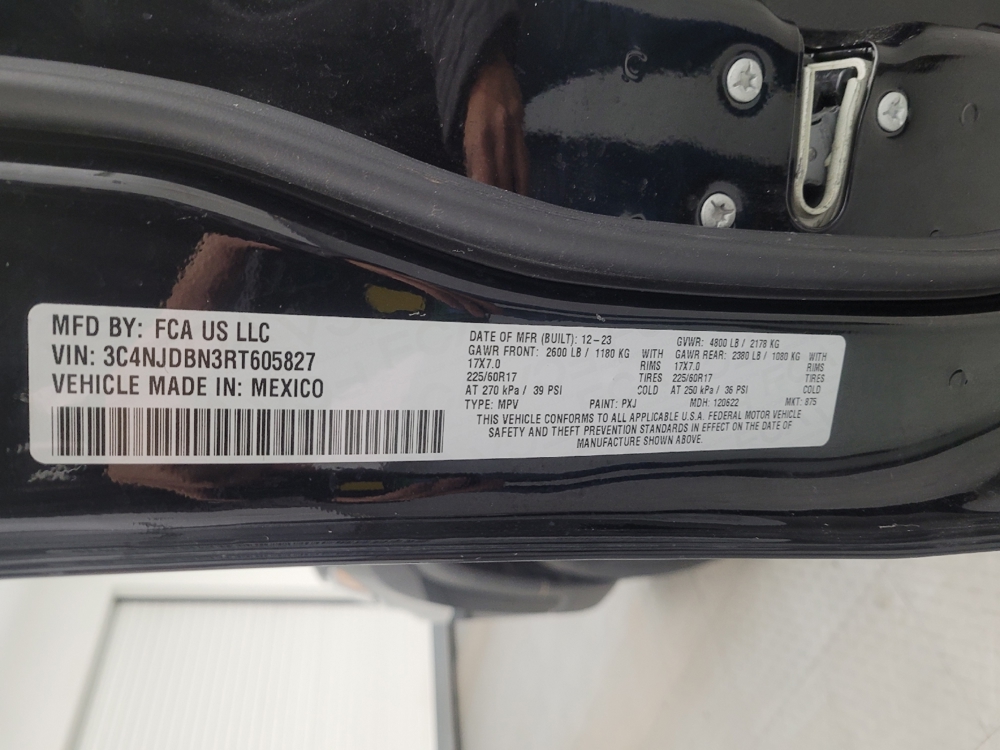 MFD BY: FCA US LLC
VIN: 3C4NJDBN3RT605827
VEHICLE MADE IN: MEXICO
DATE OF MFR (BUILT): 12-23 GVWR: 4800 LB / 2178 KG
GAWR FRONT: 2600 LB / 1180 KG WITH GAWR REAR: 2380 LB / 1080 KG WITH
17X7.0 RIMS 17X7.0 RIMS
225/60R17 TIRES 225/60R17 TIRES
AT 270 kPa / 39 PSI COLD AT 250 kPa / 36 PSI COLD
TYPE: MPV PAINT: PXJ MDH: 120622 MKT: 875
THIS VEHICLE CONFORMS TO ALL APPLICABLE U.S.A. FEDERAL MOTOR VEHICLE
SAFETY AND THEFT PREVENTION STANDARDS IN EFFECT ON THE DATE OF
MANUFACTURE SHOWN ABOVE.